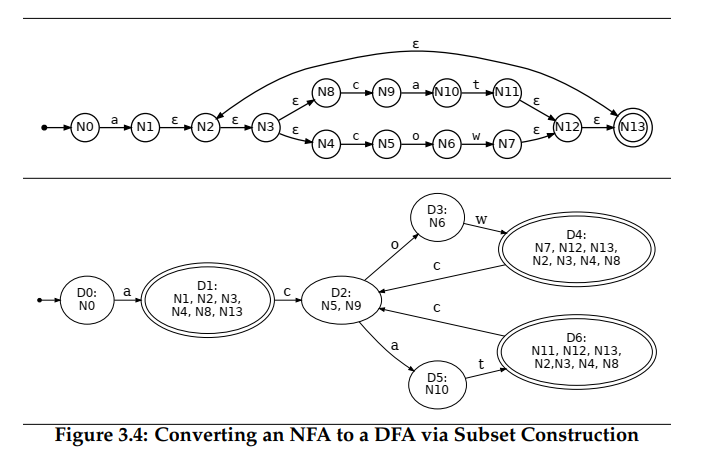 ε
N8 c N9 a N10 t N11
ε ε
N0 a N1 ε N2 ε N3 N12 ε N13
ε ε
N4 c N5 o N6 w N7
D3:
N6
w
D4:
N7, N12, N13,
N2, N3, N4, N8
o
c
D0:
N0
a
D1:
N1, N2, N3,
N4, N8, N13
c
D2:
N5, N9
c
a
D6:
N11, N12, N13,
N2,N3, N4, N8
t
D5:
N10
Figure 3.4: Converting an NFA to a DFA via Subset Construction